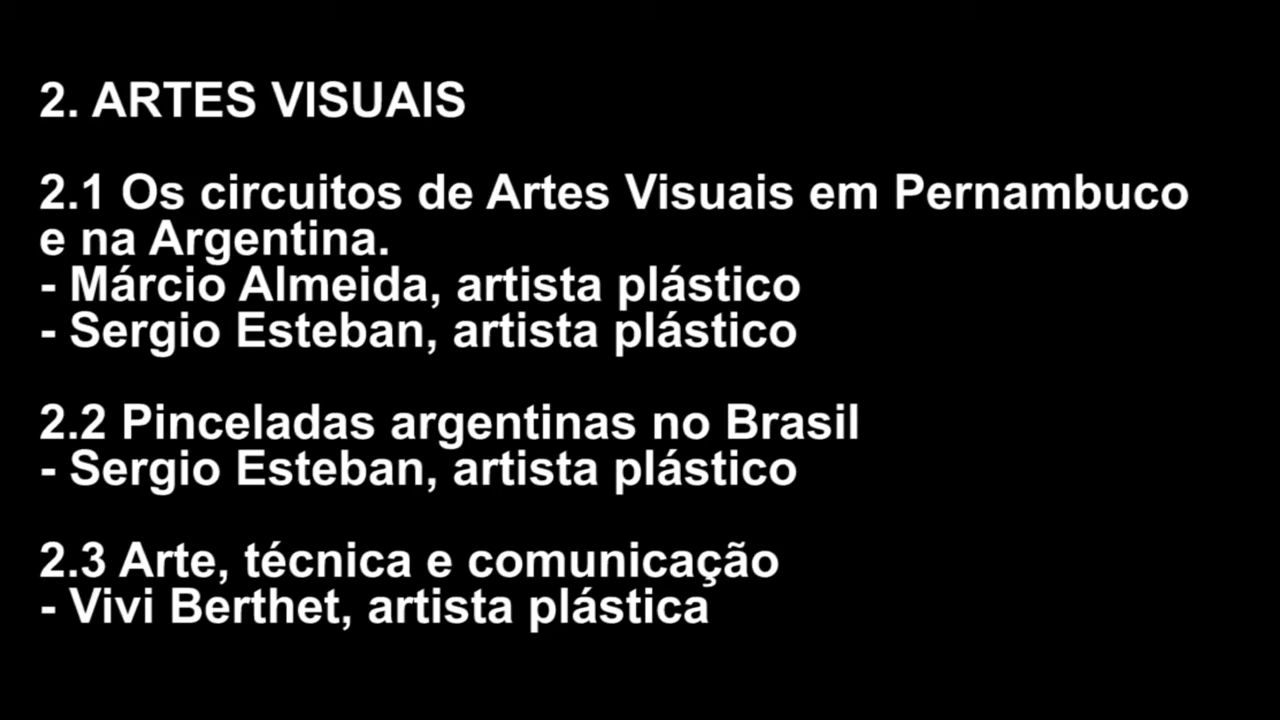 2. ARTES VISUAIS
2.1 Os circuitos de Artes Visuais em Pernambuco
e na Argentina.
- Márcio Almeida, artista plástico
- Sergio Esteban, artista plástico
2.2 Pinceladas argentinas no Brasil
- Sergio Esteban, artista plástico
2.3 Arte, técnica e comunicação
- Vivi Berthet, artista plástica